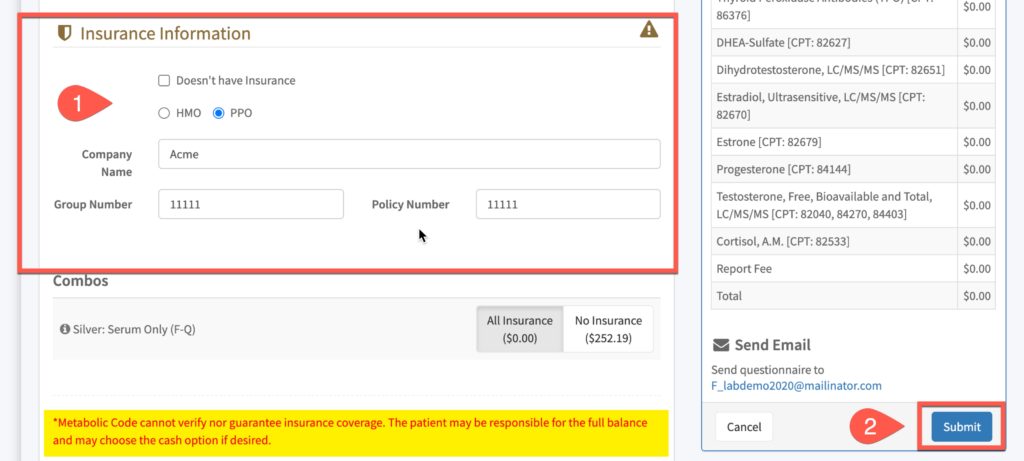 Insurance Information
1
Doesn't have Insurance
HMO PPO
Company
Name
Acme
Group Number 11111 Policy Number 11111
Combos
Silver: Serum Only (F-Q)
All Insurance
($0.00)
No Insurance
($252.19)
*Metabolic Code cannot verify nor guarantee insurance coverage. The patient may be responsible for the full balance
and may choose the cash option if desired.
Thyroid Peroxidase Antibodies (TPO) [CPT:
86376]
$0.00
DHEA-Sulfate [CPT: 82627] $0.00
Dihydrotestosterone, LC/MS/MS [CPT: 82651] $0.00
Estradiol, Ultrasensitive, LC/MS/MS [CPT:
82670]
$0.00
Estrone [CPT: 82679] $0.00
Progesterone [CPT: 84144] $0.00
Testosterone, Free, Bioavailable and Total,
LC/MS/MS [CPT: 82040, 84270, 84403]
$0.00
Cortisol, A.M. [CPT: 82533] $0.00
Report Fee $0.00
Total $0.00
Send Email
Send questionnaire to
F_labdemo2020@mailinator.com
Cancel
2
Submit